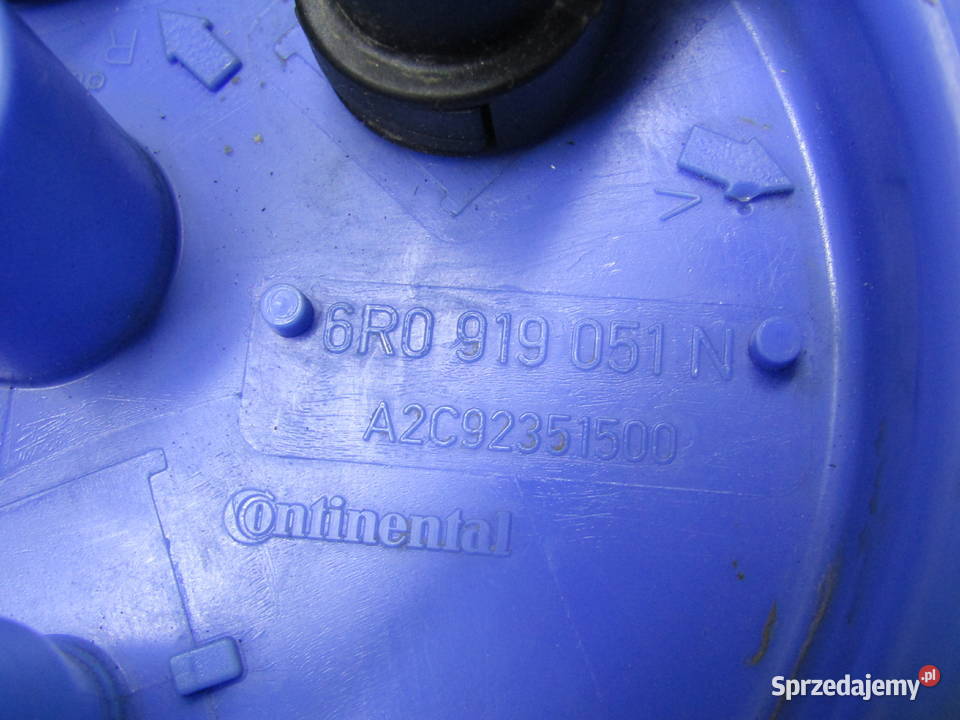 R
V
6R0 919 051 N
A2C92351500
Continental
Sprzedajemy.pl